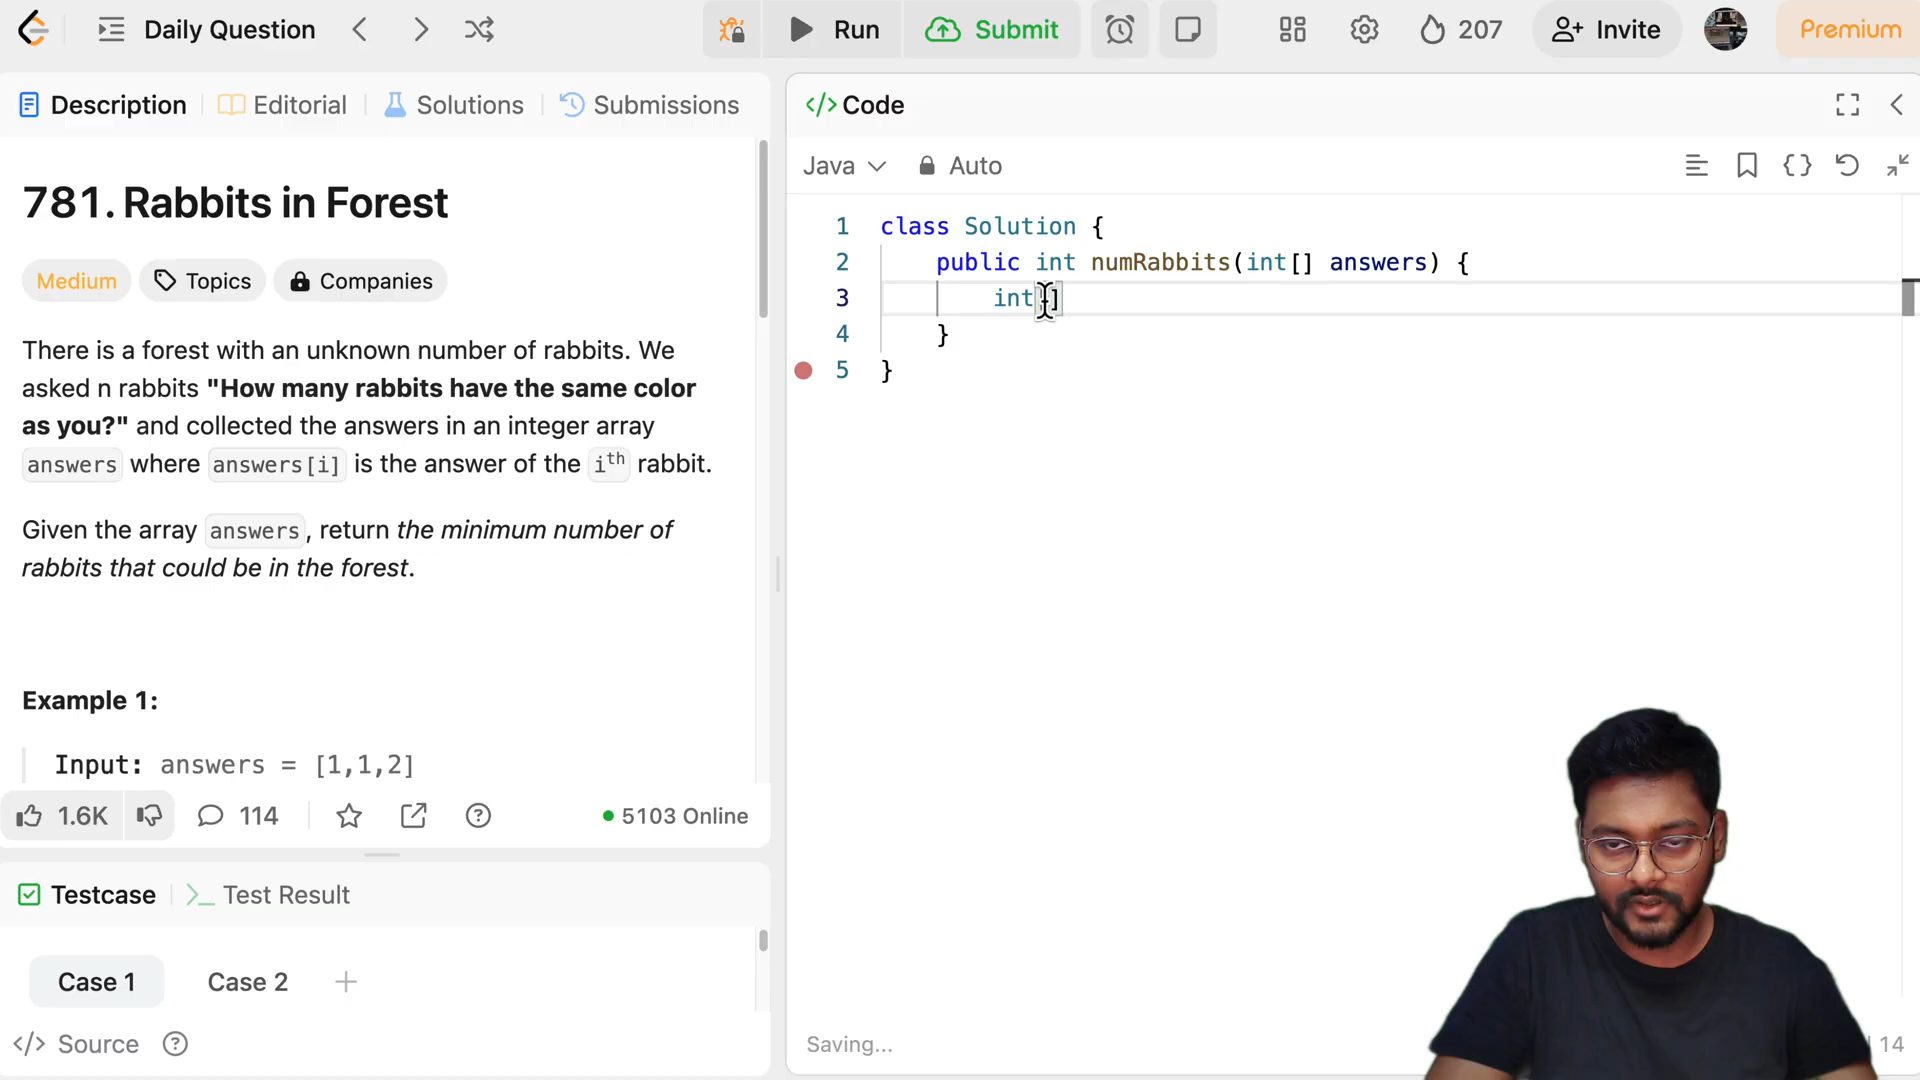 Daily Question
Run
Submit
207
Invite
Premium
Description
Editorial
Solutions
Submissions
781. Rabbits in Forest
Medium
Topics
Companies
There is a forest with an unknown number of rabbits. We
asked n rabbits "How many rabbits have the same color
as you?" and collected the answers in an integer array
answers where answers[i] is the answer of the ith rabbit.
Given the array answers, return the minimum number of
rabbits that could be in the forest.
Example 1:
Input: answers = [1,1,2]
1.6K
114
5103 Online
Testcase
Test Result
Case 1
Case 2
Source
</> Code
Java
Auto
1 class Solution {
2 public int numRabbits(int[] answers) {
3 int[]
4 }
5 }
Saving...
14